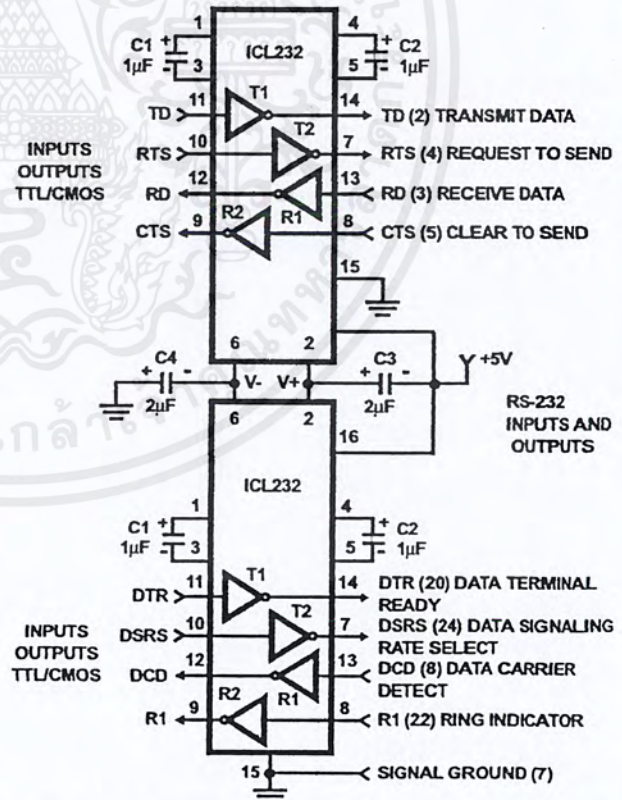 1
4
C1 +
1μF -
ICL232
+ C2
- 1μF
3
5
T1
TD 11
14 TD (2) TRANSMIT DATA
T2
RTS 10
7 RTS (4) REQUEST TO SEND
INPUTS
OUTPUTS
TTL/CMOS
RD 12
13 RD (3) RECEIVE DATA
R2
R1
CTS 9
8 CTS (5) CLEAR TO SEND
15
6
2
C4
+ -
2μF
V-
V+
C3
+ -
2μF
+5V
RS-232
INPUTS AND
OUTPUTS
6
2
16
ICL232
1
4
C1 +
1μF -
+ C2
- 1μF
3
5
T1
DTR 11
14 DTR (20) DATA TERMINAL
READY
T2
DSRS 10
7 DSRS (24) DATA SIGNALING
RATE SELECT
INPUTS
OUTPUTS
TTL/CMOS
DCD 12
13 DCD (8) DATA CARRIER
DETECT
R2
R1
R1 9
8 R1 (22) RING INDICATOR
15
SIGNAL GROUND (7)